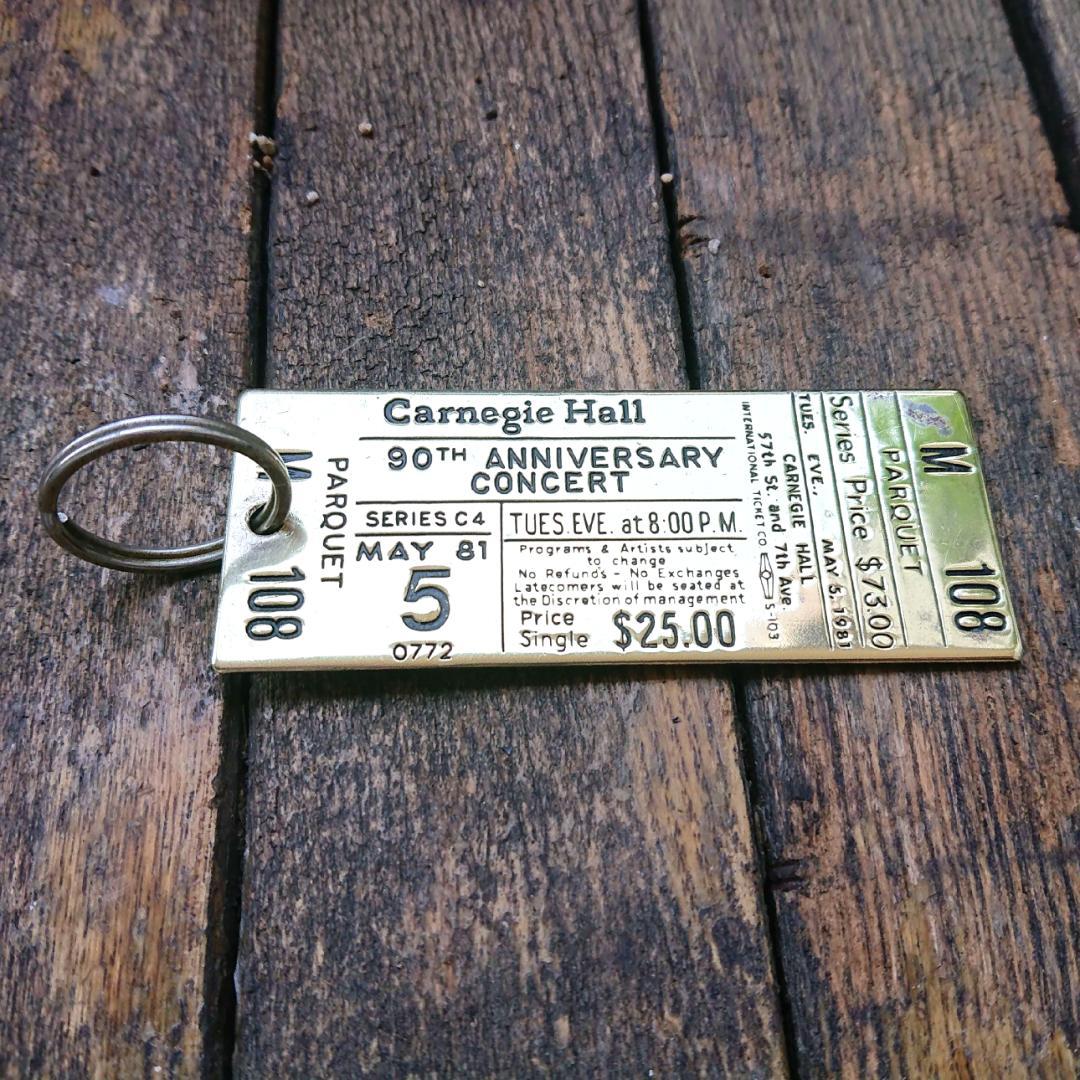 M 108
PARQUET
Carnegie Hall
90TH ANNIVERSARY
CONCERT
SERIES C4
MAY 81
5
0772
TUES. EVE. at 8:00 P.M.
Programs & Artists subject
to change
No Refunds - No Exchanges
Latecomers will be seated at
the Discretion of management
Price
Single $25.00
INTERNATIONAL TICKET CO S-103
57th St. and 7th Ave.
CARNEGIE HALL
TUES. EVE., MAY 5, 1981
Series Price $73.00
PARQUET
M 108